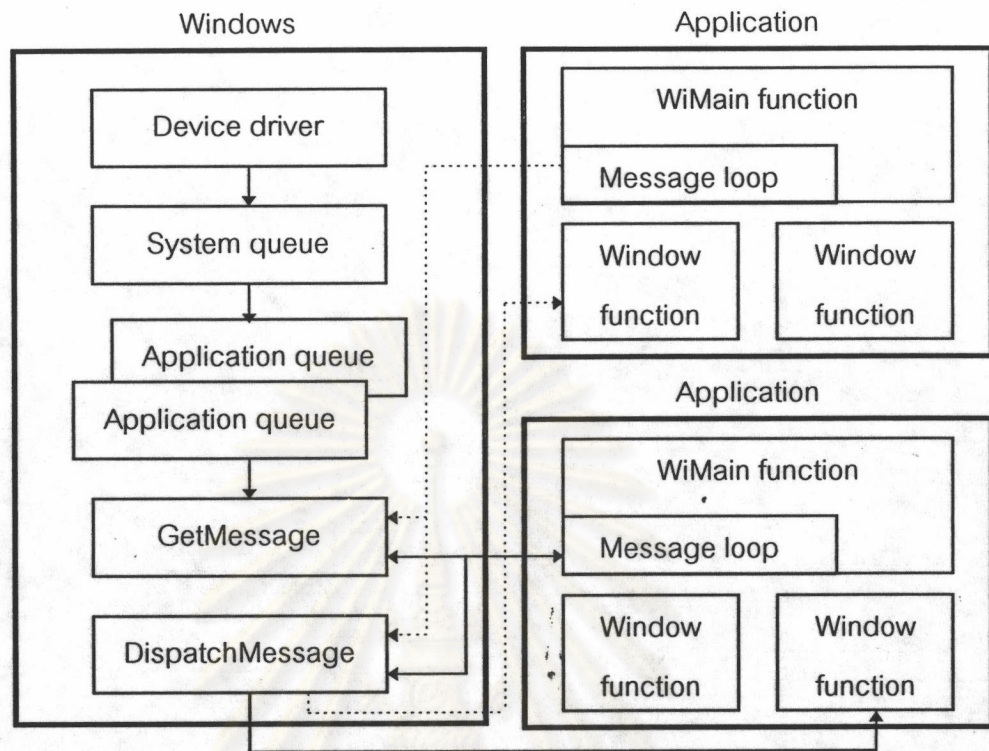 Windows
Device driver
System queue
Application queue
Application queue
GetMessage
DispatchMessage
Application
WiMain function
Message loop
Window
function
Window
function
Application
WiMain function
Message loop
Window
function
Window
function